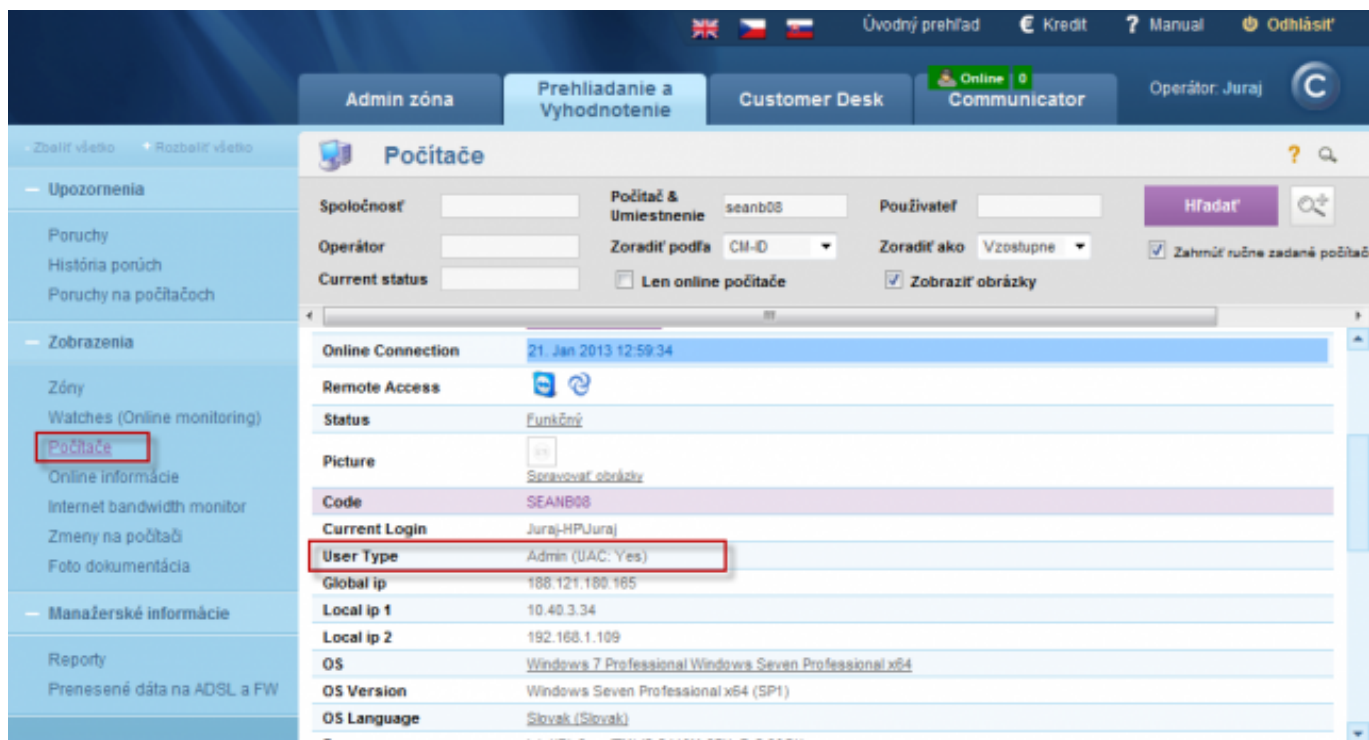 Úvodný prehľad € Kredit ? Manual Odhlásiť
Admin zóna
Prehliadanie a
Vyhodnotenie
Customer Desk
Online 0
Communicator
Operátor: Juraj
C
- Zbaliť všetko + Rozbaliť všetko
Upozornenia
Poruchy
História porúch
Poruchy na počítačoch
Zobrazenia
Zóny
Watches (Online monitoring)
Počítače
Online informácie
Internet bandwidth monitor
Zmeny na počítači
Foto dokumentácia
Manažerské informácie
Reporty
Prenesené dáta na ADSL a FW
Počítače
?
Spoločnosť
Počítač &
Umiestnenie
seanb08
Používateľ
Hľadať
Operátor
Zoradiť podľa CM-ID
Zoradiť ako Vzostupne
Zahrnúť ručne zadané počítač
Current status
Len online počítače
Zobraziť obrázky
Online Connection 21. Jan 2013 12:59:34
Remote Access
Status Funkčný
Picture
Spravovať obrázky
Code SEANB08
Current Login Juraj-HP\Juraj
User Type Admin (UAC: Yes)
Global ip 188.121.180.165
Local ip 1 10.40.3.34
Local ip 2 192.168.1.109
OS Windows 7 Professional Windows Seven Professional x64
OS Version Windows Seven Professional x64 (SP1)
OS Language Slovak (Slovak)